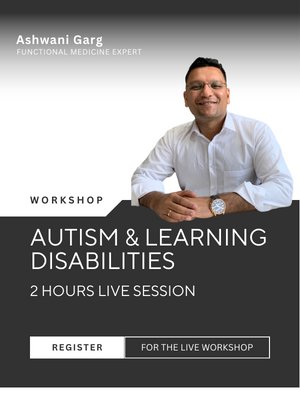 Ashwani Garg
FUNCTIONAL MEDICINE EXPERT
WORKSHOP
AUTISM & LEARNING
DISABILITIES
2 HOURS LIVE SESSION
REGISTER FOR THE LIVE WORKSHOP